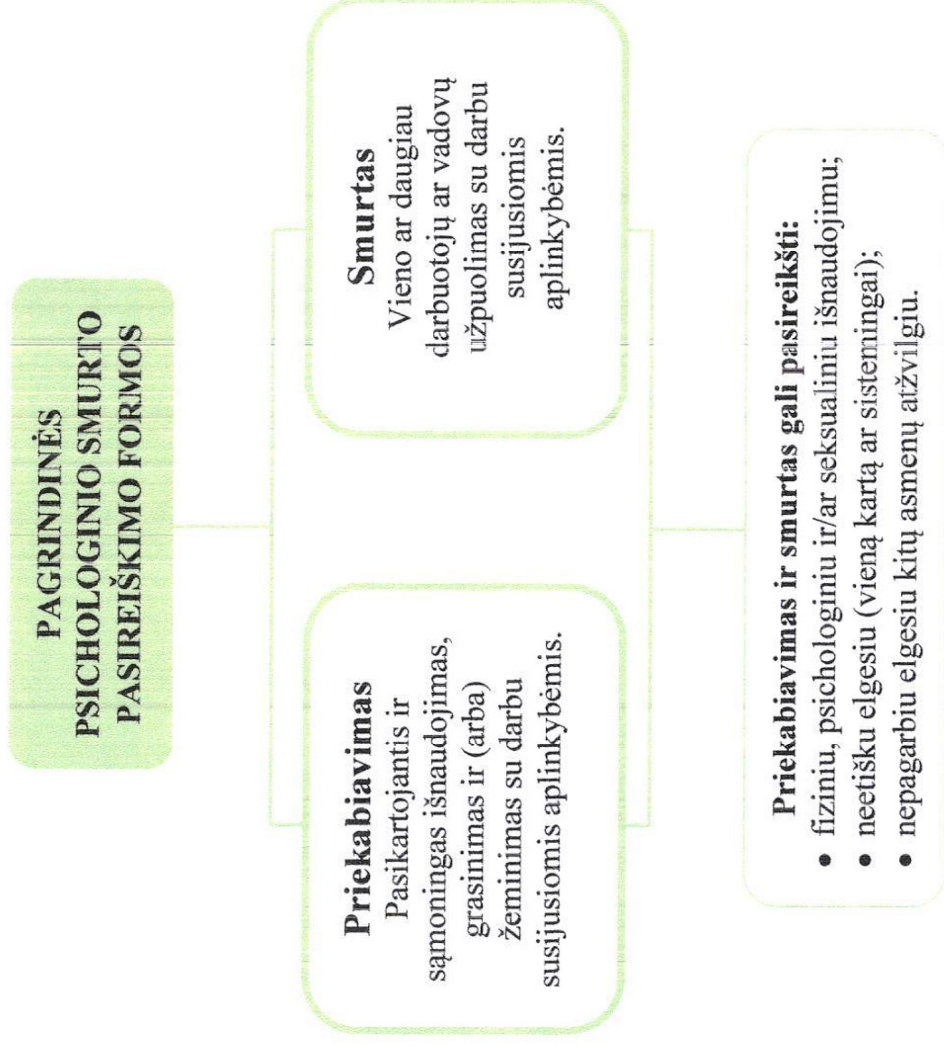 PAGRINDINĖS
PSICHOLOGINIO SMURTO
PASIREIŠKIMO FORMOS
Priekabiavimas
Pasikartojantis ir
sąmoningas išnaudojimas,
grasinimas ir (arba)
žeminimas su darbu
susijusiomis aplinkybėmis.
Smurtas
Vieno ar daugiau
darbuotojų ar vadovų
užpuolimas su darbu
susijusiomis
aplinkybėmis.
Priekabiavimas ir smurtas gali pasireikšti:
• fiziniu, psichologiniu ir/ar seksualiniu išnaudojimu;
• neetišku elgesiu (vieną kartą ar sistemingai);
• nepagarbiu elgesiu kitų asmenų atžvilgiu.